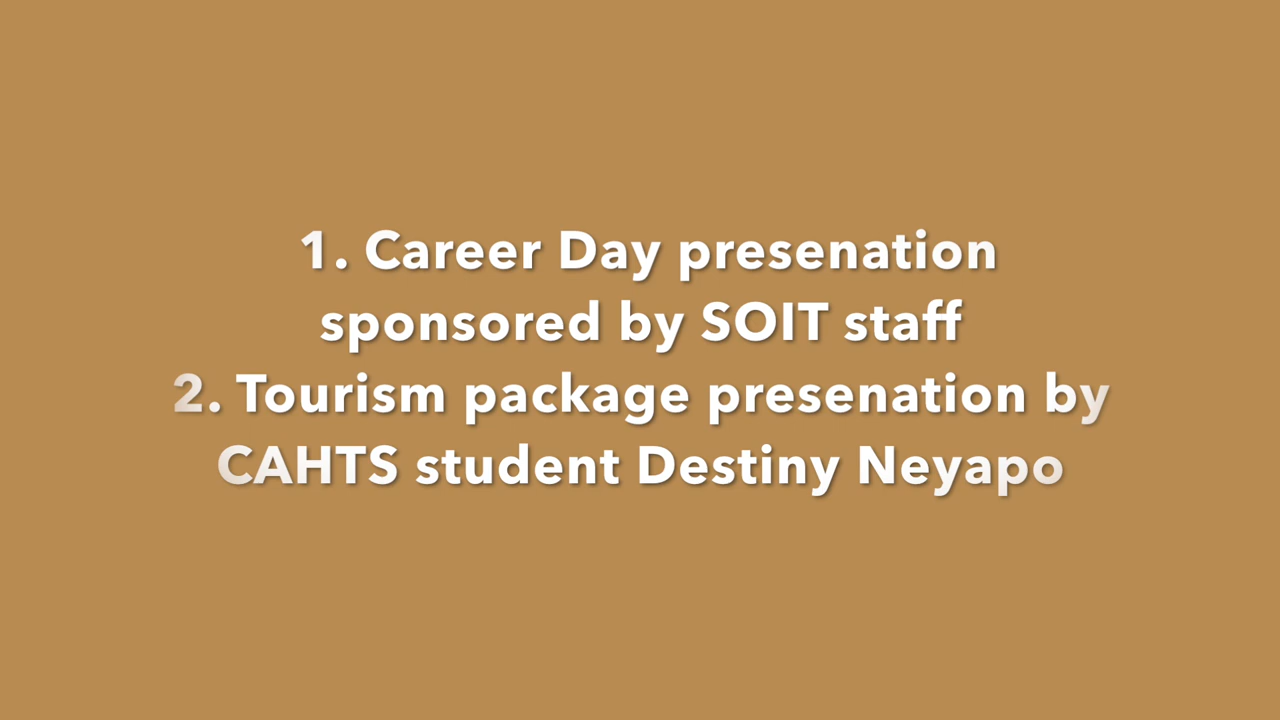 1. Career Day presenation
sponsored by SOIT staff
2. Tourism package presenation by
CAHTS student Destiny Neyapo